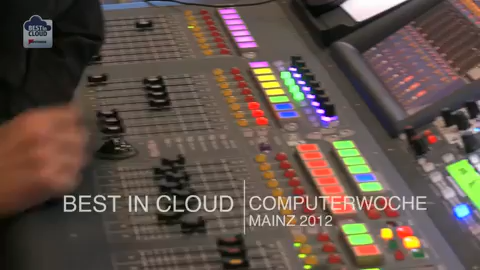 BEST IN
CLOUD
BEST IN CLOUD
COMPUTERWOCHE
MAINZ 2012